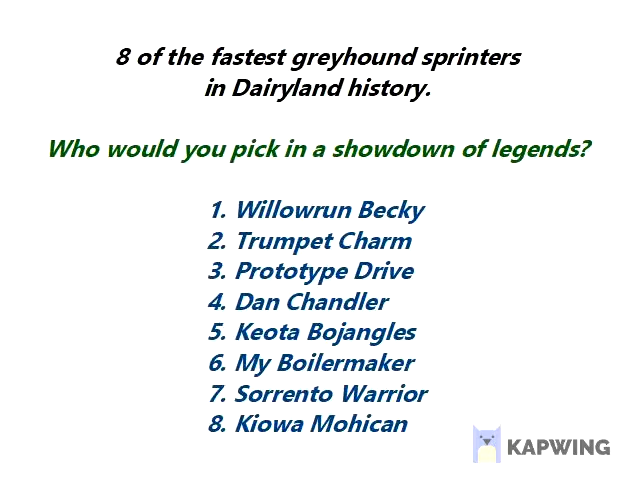 8 of the fastest greyhound sprinters
in Dairyland history.
Who would you pick in a showdown of legends?
1. Willowrun Becky
2. Trumpet Charm
3. Prototype Drive
4. Dan Chandler
5. Keota Bojangles
6. My Boilermaker
7. Sorrento Warrior
8. Kiowa Mohican
KAPWING